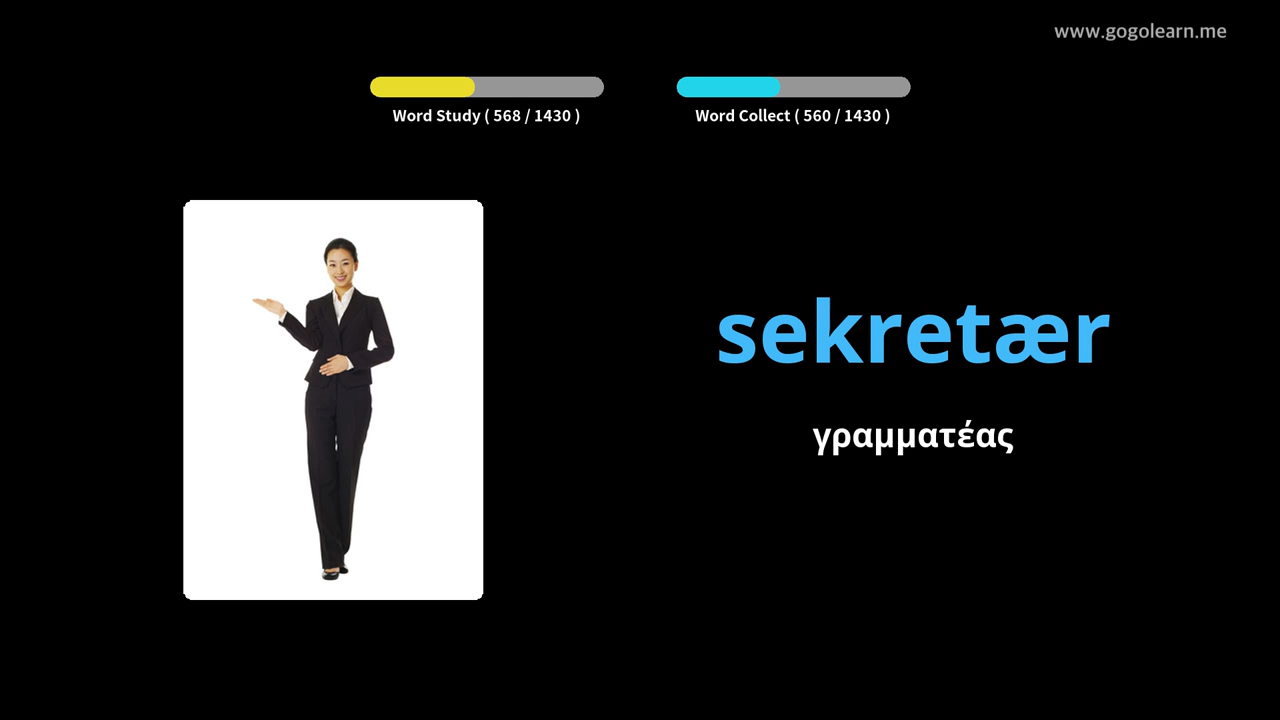 www.gogolearn.me
Word Study ( 568 / 1430 )
Word Collect ( 560 / 1430 )
sekretær
γραμματέας